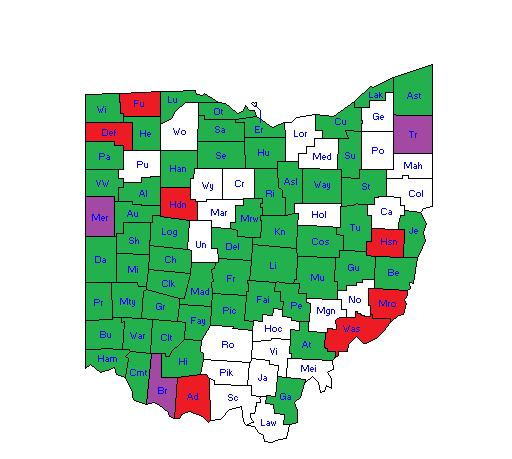 Ast
Lak
Wi
Fu
Lu
Ot
Ge
Cu
Def
He
Wo
Sa
Er
Lor
Tr
Pa
Pu
Han
Se
Hu
Med
Su
Po
Mah
VW
Al
Wy
Cr
Ri
Asl
Way
St
Col
Mer
Au
Hdn
Mar
Mrw
Hol
Ca
Sh
Log
Un
Del
Kn
Cos
Tu
Hsn
Je
Da
Mi
Ch
Clk
Fr
Li
Mu
Gu
Be
Pr
Mty
Gr
Mad
Pic
Fai
Pe
Mgn
No
Mro
Bu
War
Clt
Fay
Ro
Hoc
Vi
At
Was
Ham
Cmt
Hi
Pik
Ja
Mei
Br
Ad
Sc
Ga
Law